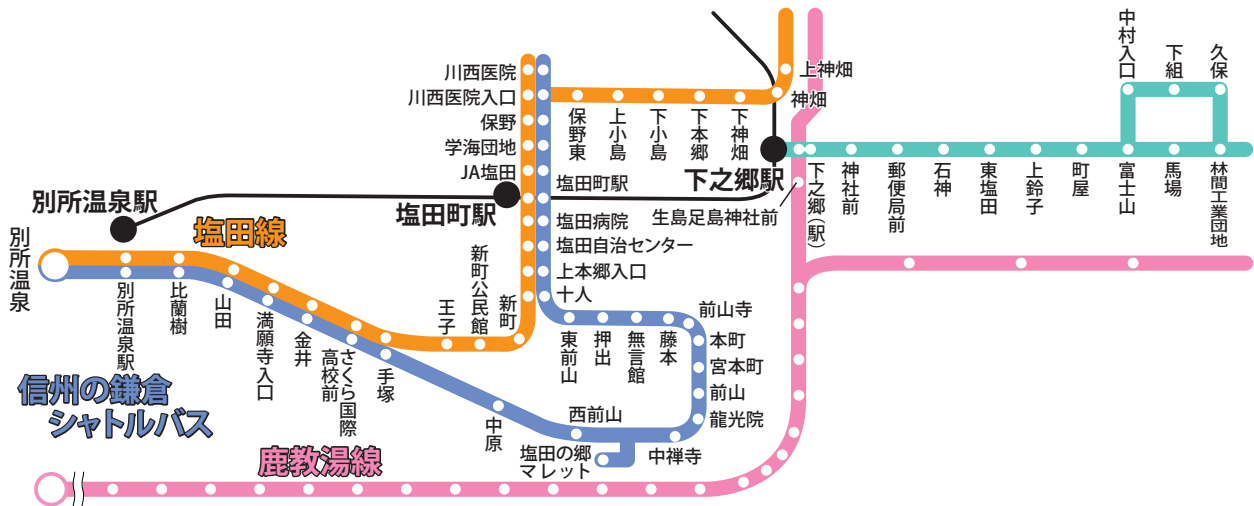 川西医院
川西医院入口
保野
学海団地
JA塩田
塩田町駅
塩田町駅
塩田病院
塩田自治センター
上本郷入口
十人
保野東
上小島
下小島
下本郷
下神畑
神畑
上神畑
下之郷駅
生島足島神社前
下之郷(駅)
神社前
郵便局前
石神
東塩田
上鈴子
町屋
富士山
馬場
林間工業団地
中村入口
下組
久保
別所温泉駅
塩田線
別所温泉
別所温泉駅
比蘭樹
山田
満願寺入口
金井
さくら国際
高校前
手塚
王子
新町公民館
新町
中原
西前山
塩田の郷
マレット
中禅寺
龍光院
前山
宮本町
本町
前山寺
藤本
無言館
押出
東前山
信州の鎌倉
シャトルバス
鹿教湯線